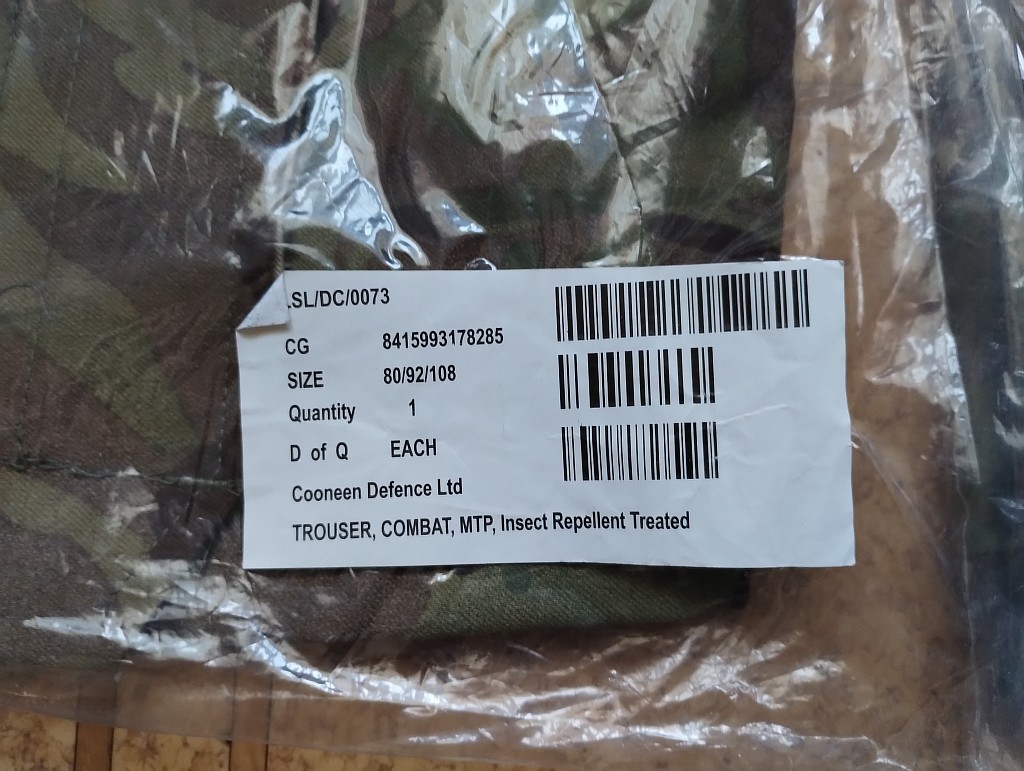 .SL/DC/0073
CG 8415993178285
SIZE 80/92/108
Quantity 1
D of Q EACH
Cooneen Defence Ltd
TROUSER, COMBAT, MTP, Insect Repellent Treated